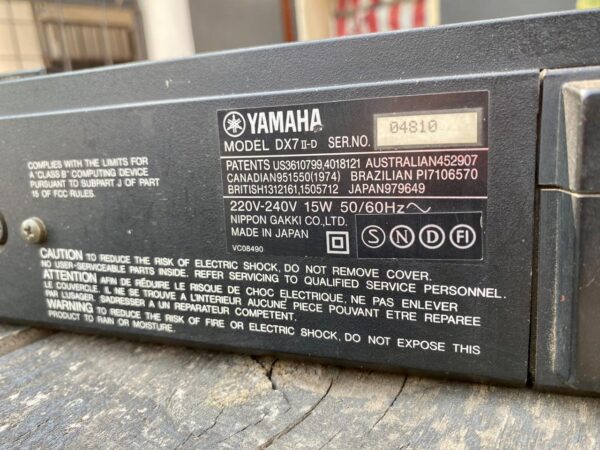 YAMAHA
MODEL DX7 II-D SER.NO. 04810
PATENTS US3610799,4018121 AUSTRALIAN452907
CANADIAN951550(1974) BRAZILIAN PI7106570
BRITISH1312161,1505712 JAPAN979649
220V-240V 15W 50/60Hz～
NIPPON GAKKI CO.,LTD.
MADE IN JAPAN
S N D FI
VC08490
COMPLIES WITH THE LIMITS FOR
A "CLASS B" COMPUTING DEVICE
PURSUANT TO SUBPART J OF PART
15 OF FCC RULES.
CAUTION TO REDUCE THE RISK OF ELECTRIC SHOCK, DO NOT REMOVE COVER.
NO USER-SERVICEABLE PARTS INSIDE. REFER SERVICING TO QUALIFIED SERVICE PERSONNEL.
ATTENTION AFIN DE RÉDUIRE LE RISQUE DE CHOC ELECTRIQUE, NE PAS ENLEVER
LE COUVERCLE. IL NE SE TROUVE A L'INTERIEUR AUCUNE PIECE POUVANT ETRE REPAREE
PAR LUSAGER. SADRESSER A UN REPARATEUR COMPETENT.
WARNING TO REDUCE THE RISK OF FIRE OR ELECTRIC SHOCK, DO NOT EXPOSE THIS
PRODUCT TO RAIN OR MOISTURE.